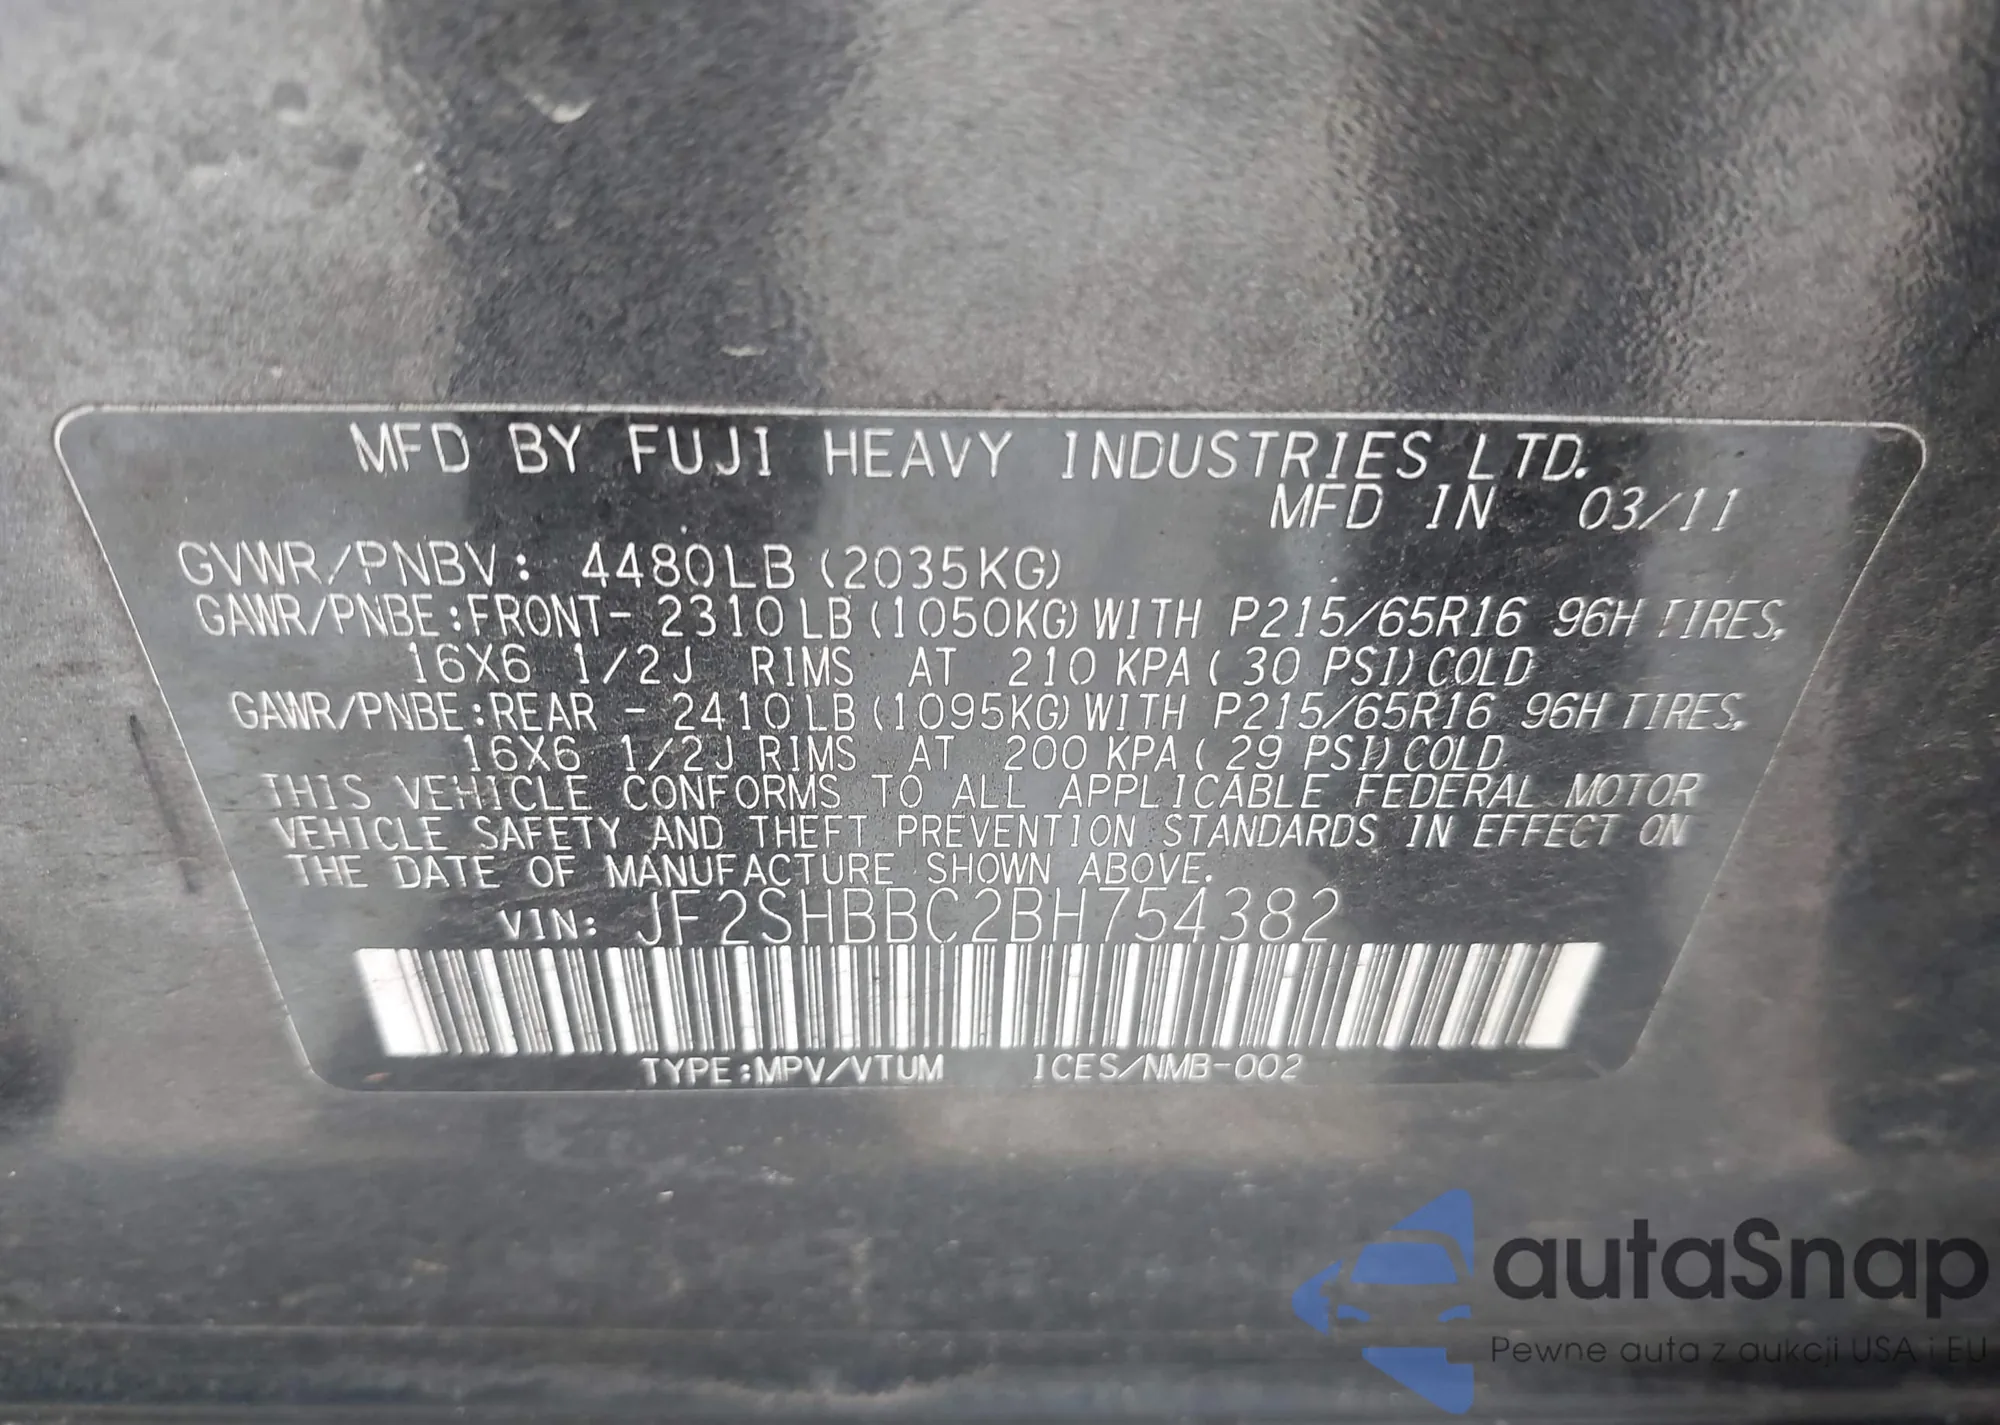 MFD BY FUJI HEAVY INDUSTRIES LTD.
MFD IN 03/11
GVWR/PNBV: 4480LB (2035KG)
GAWR/PNBE:FRONT- 2310LB(1050KG)WITH P215/65R16 96H TIRES,
16X6 1/2J RIMS AT 210 KPA( 30 PSI)COLD
GAWR/PNBE:REAR - 2410LB(1095KG)WITH P215/65R16 96H TIRES,
16X6 1/2J RIMS AT 200 KPA( 29 PSI)COLD
THIS VEHICLE CONFORMS TO ALL APPLICABLE FEDERAL MOTOR
VEHICLE SAFETY AND THEFT PREVENTION STANDARDS IN EFFECT ON
THE DATE OF MANUFACTURE SHOWN ABOVE.
VIN: JF2SHBBC2BH754382
TYPE:MPV/VTUM ICES/NMB-002
autaSnap
Pewne auta z aukcji USA i EU